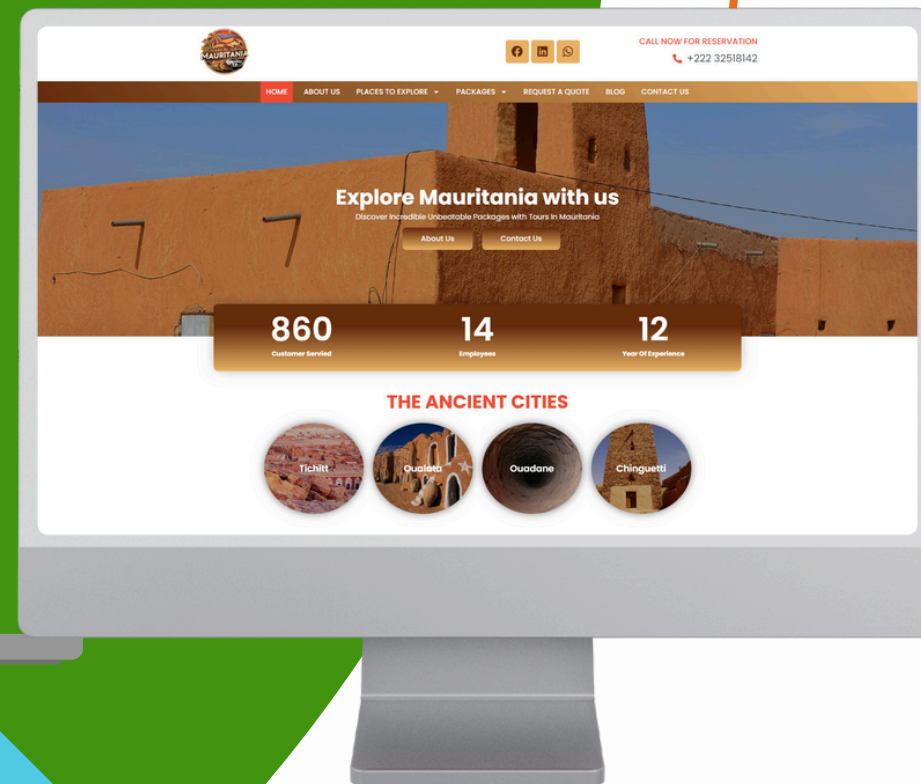 MAURITANIA
CALL NOW FOR RESERVATION
+222 32518142
HOME ABOUT US PLACES TO EXPLORE PACKAGES REQUEST A QUOTE BLOG CONTACT US
Explore Mauritania with us
Discover Incredible Unbeatable Packages with Tours In Mauritania
About Us Contact Us
860 14 12
Customer Servied Employees Year Of Experience
THE ANCIENT CITIES
Tichitt Oualata Ouadane Chinguetti